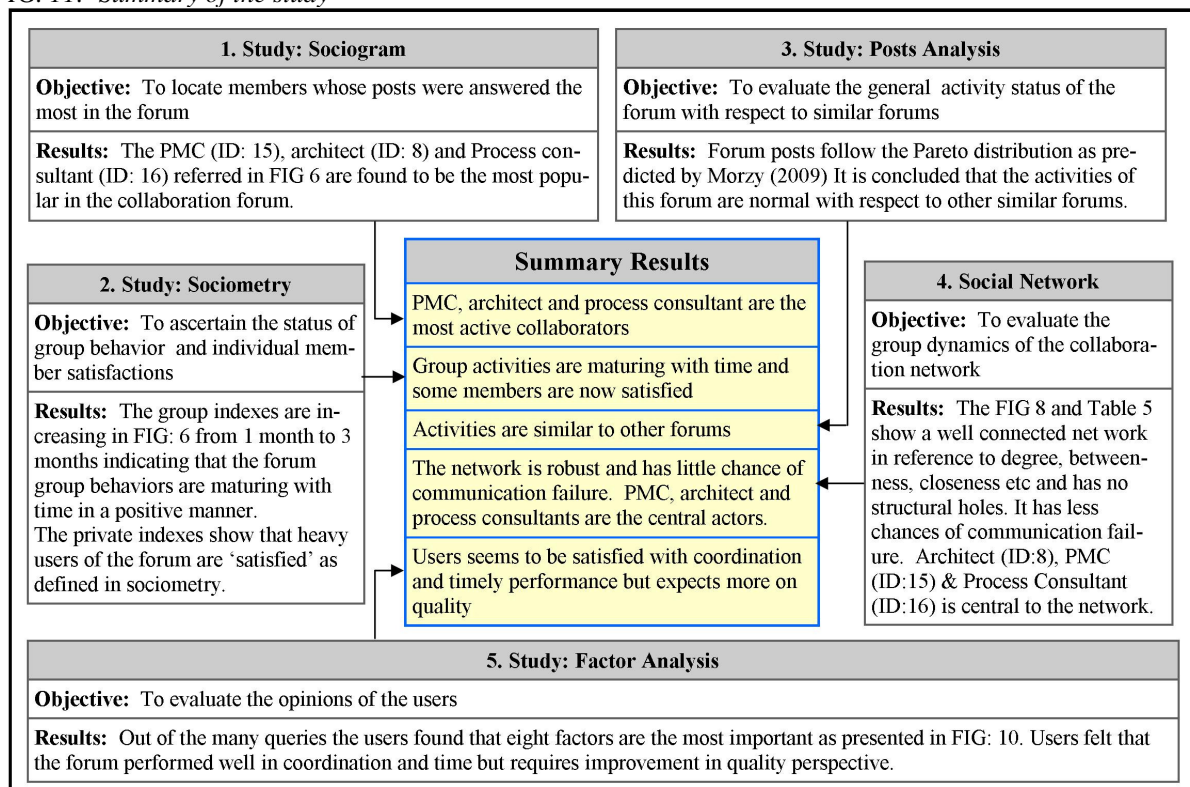 IG. 11: Summary of the study
1. Study: Sociogram
Objective: To locate members whose posts were answered the
most in the forum
Results: The PMC (ID: 15), architect (ID: 8) and Process con-
sultant (ID: 16) referred in FIG 6 are found to be the most popu-
lar in the collaboration forum.
3. Study: Posts Analysis
Objective: To evaluate the general activity status of the
forum with respect to similar forums
Results: Forum posts follow the Pareto distribution as pre-
dicted by Morzy (2009) It is concluded that the activities of
this forum are normal with respect to other similar forums.
2. Study: Sociometry
Objective: To ascertain the status of
group behavior and individual mem-
ber satisfactions
Results: The group indexes are in-
creasing in FIG: 6 from 1 month to 3
months indicating that the forum
group behaviors are maturing with
time in a positive manner.
The private indexes show that heavy
users of the forum are ‘satisfied’ as
defined in sociometry.
Summary Results
PMC, architect and process consultant are the
most active collaborators
Group activities are maturing with time and
some members are now satisfied
Activities are similar to other forums
The network is robust and has little chance of
communication failure. PMC, architect and
process consultants are the central actors.
Users seems to be satisfied with coordination
and timely performance but expects more on
quality
4. Social Network
Objective: To evaluate the
group dynamics of the collabora-
tion network
Results: The FIG 8 and Table 5
show a well connected net work
in reference to degree, between-
ness, closeness etc and has no
structural holes. It has less
chances of communication fail-
ure. Architect (ID:8), PMC
(ID:15) & Process Consultant
(ID:16) is central to the network.
5. Study: Factor Analysis
Objective: To evaluate the opinions of the users
Results: Out of the many queries the users found that eight factors are the most important as presented in FIG: 10. Users felt that
the forum performed well in coordination and time but requires improvement in quality perspective.